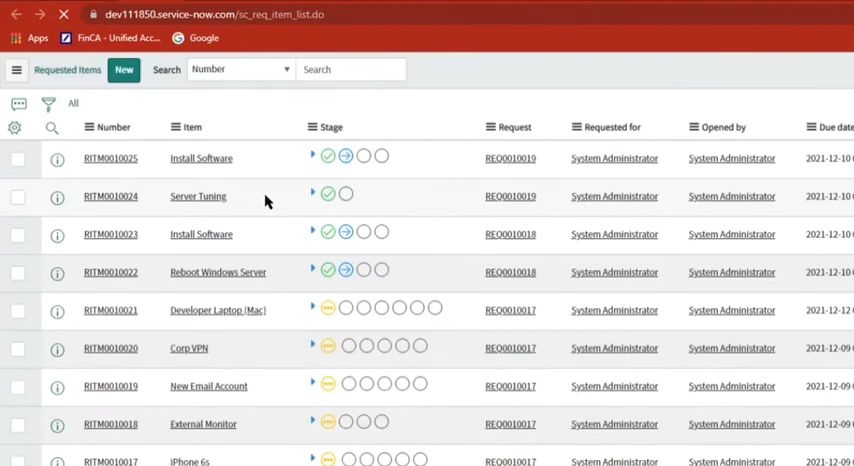 dev111850.service-now.com/sc_req_item_list.do
Apps FinCA - Unified Acc... Google
Requested Items New Search Number Search
All
Number Item Stage Request Requested for Opened by Due date
RITM0010025 Install Software REQ0010019 System Administrator System Administrator 2021-12-10
RITM0010024 Server Tuning REQ0010019 System Administrator System Administrator 2021-12-10
RITM0010023 Install Software REQ0010018 System Administrator System Administrator 2021-12-10
RITM0010022 Reboot Windows Server REQ0010018 System Administrator System Administrator 2021-12-10
RITM0010021 Developer Laptop (Mac) REQ0010017 System Administrator System Administrator 2021-12-12
RITM0010020 Corp VPN REQ0010017 System Administrator System Administrator 2021-12-09
RITM0010019 New Email Account REQ0010017 System Administrator System Administrator 2021-12-09
RITM0010018 External Monitor REQ0010017 System Administrator System Administrator 2021-12-09
RITM0010017 iPhone 6s REQ0010017 System Administrator System Administrator 2021-12-09